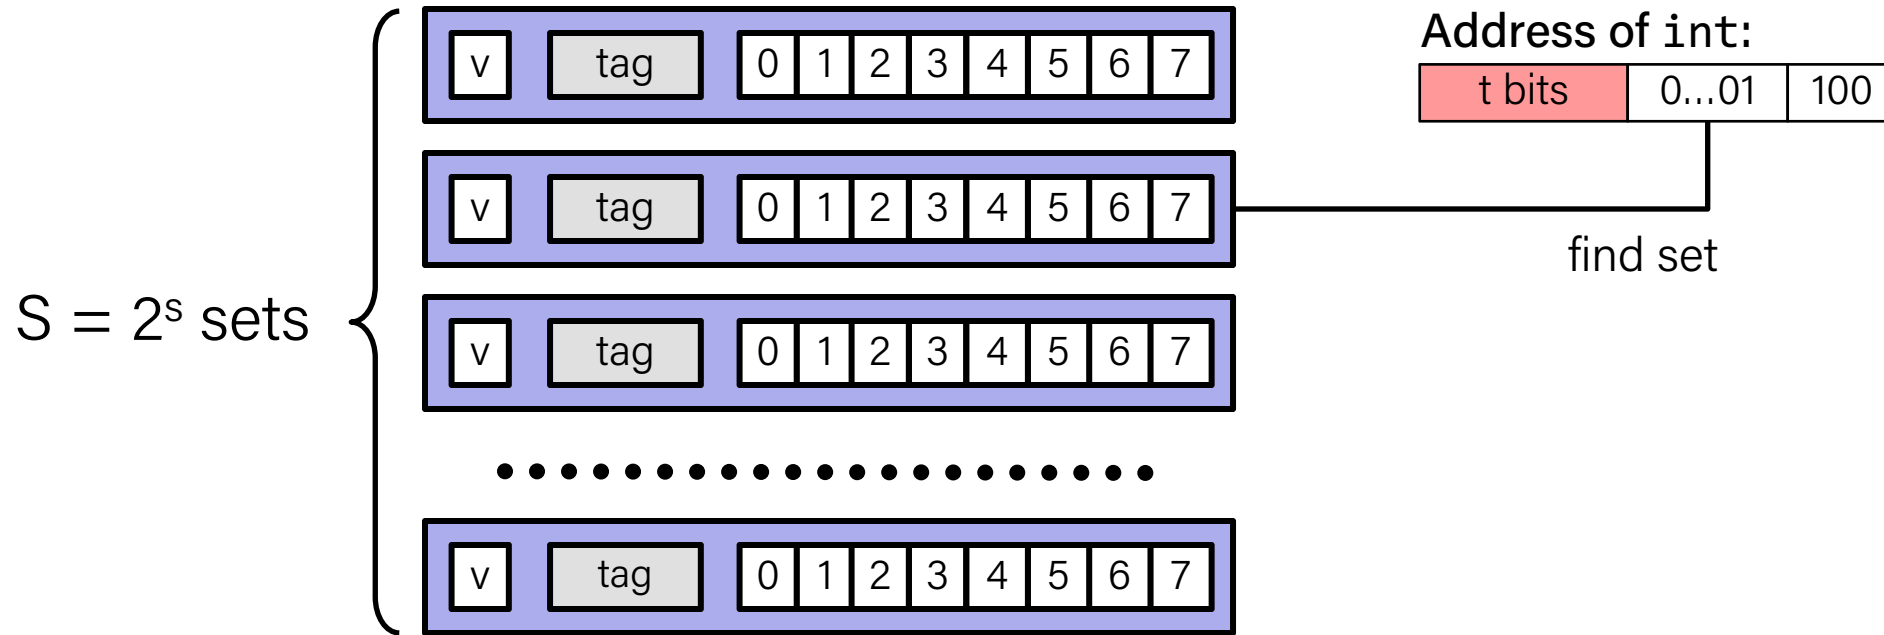 v tag 0 1 2 3 4 5 6 7
Address of int:
t bits 0...01 100
v tag 0 1 2 3 4 5 6 7
find set
S = 2ˢ sets
v tag 0 1 2 3 4 5 6 7
v tag 0 1 2 3 4 5 6 7